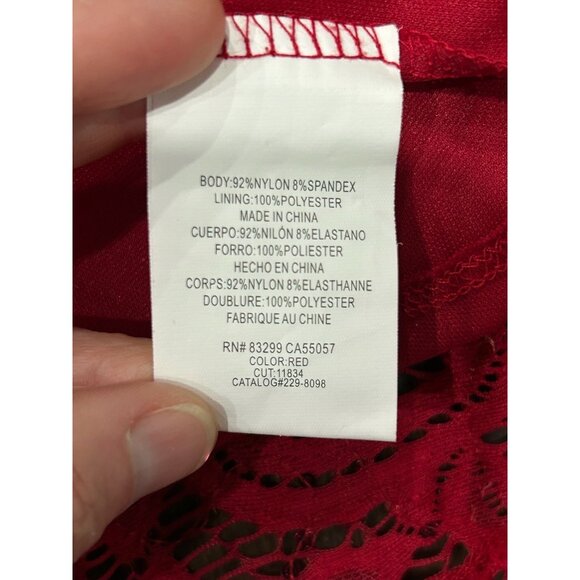 BODY:92%NYLON 8%SPANDEX
LINING:100%POLYESTER
MADE IN CHINA
CUERPO:92%NILÓN 8%ELASTANO
FORRO:100%POLIESTER
HECHO EN CHINA
CORPS:92%NYLON 8%ELASTHANNE
DOUBLURE:100%POLYESTER
FABRIQUE AU CHINE
RN# 83299 CA55057
COLOR:RED
CUT:11834
CATALOG#229-8098